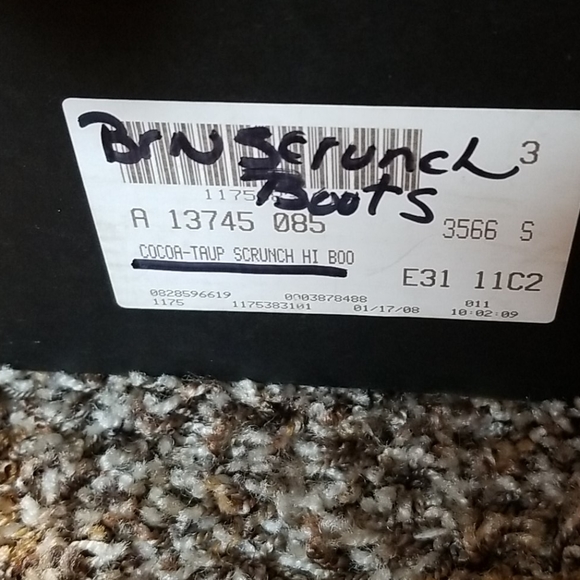 Brn Scrunch
Boots
3
1175
A 13745 085
3566 S
COCOA-TAUP SCRUNCH HI BOO
E31 11C2
0828596619 0003878488 011
1175 1175383101 01/17/08 10:02:09